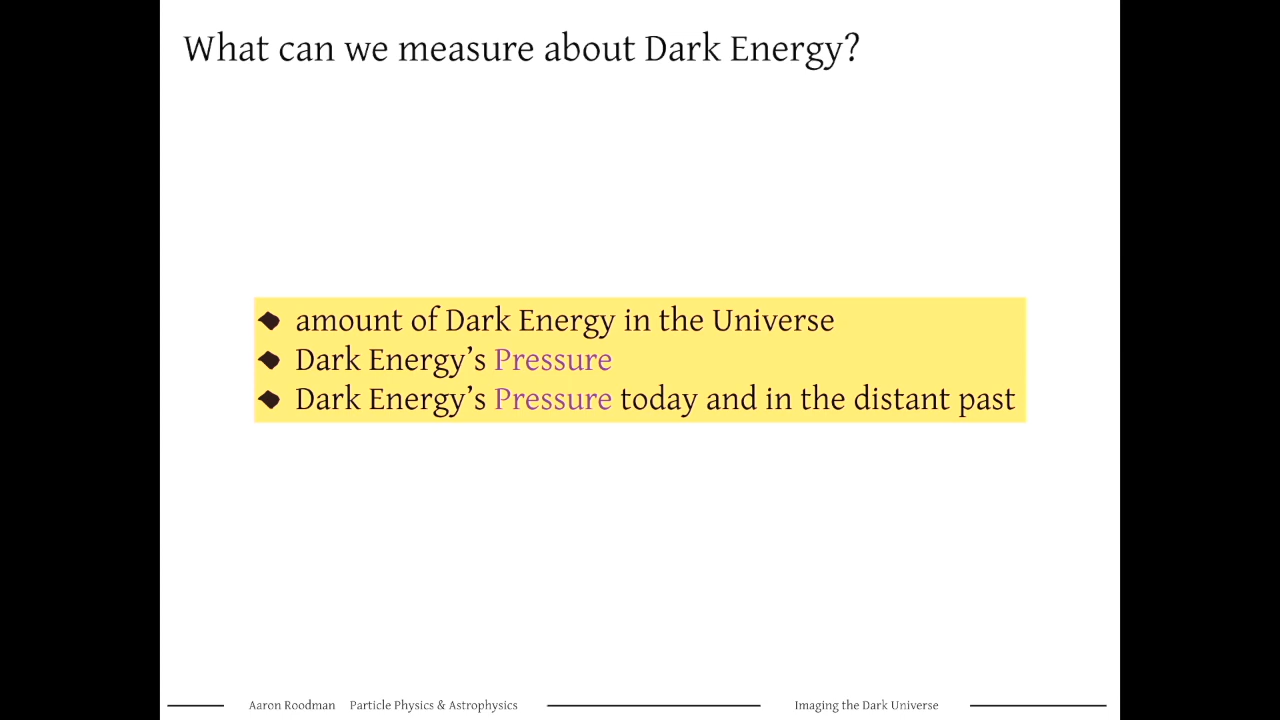 What can we measure about Dark Energy?
amount of Dark Energy in the Universe
Dark Energy’s Pressure
Dark Energy’s Pressure today and in the distant past
Aaron Roodman Particle Physics & Astrophysics Imaging the Dark Universe